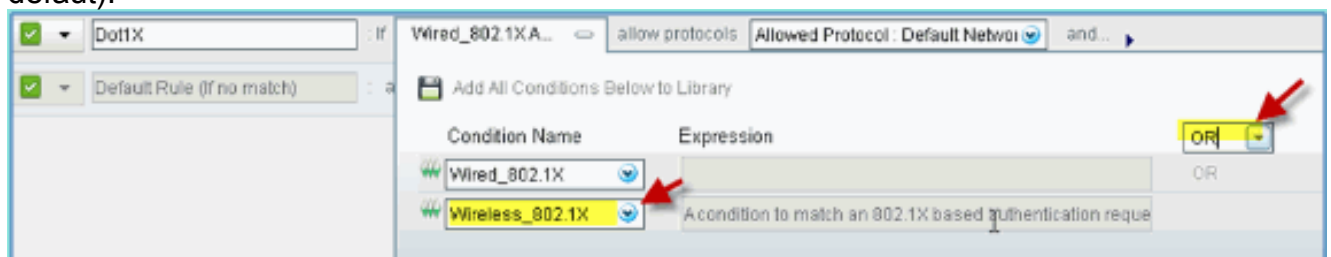 default).
Dot1X : If Wired_802.1XA... allow protocols Allowed Protocol : Default Networ and...
Default Rule (If no match) : a Add All Conditions Below to Library
Condition Name Expression OR
Wired_802.1X OR
Wireless_802.1X A condition to match an 802.1X based authentication reque